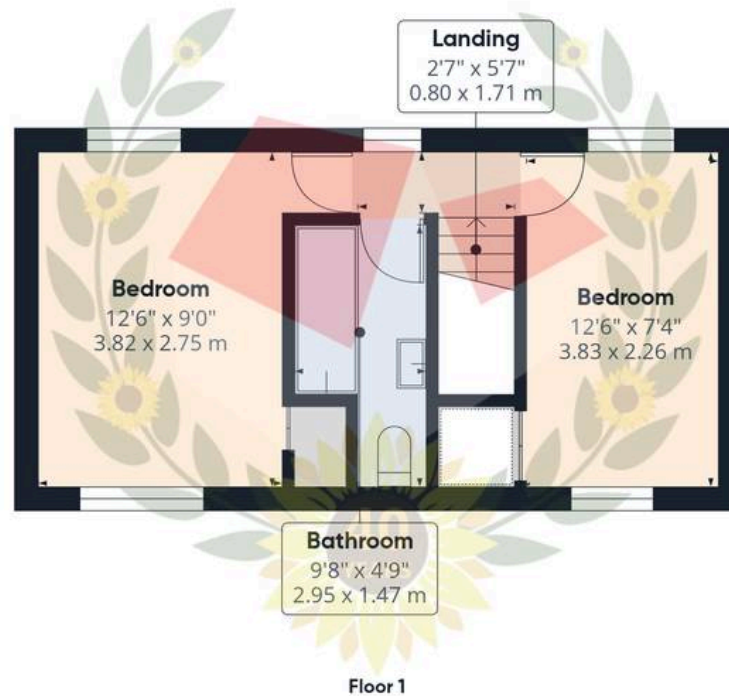 Landing
2'7" x 5'7"
0.80 x 1.71 m
Bedroom
12'6" x 9'0"
3.82 x 2.75 m
Bedroom
12'6" x 7'4"
3.83 x 2.26 m
40
Bathroom
9'8" x 4'9"
2.95 x 1.47 m
Floor 1